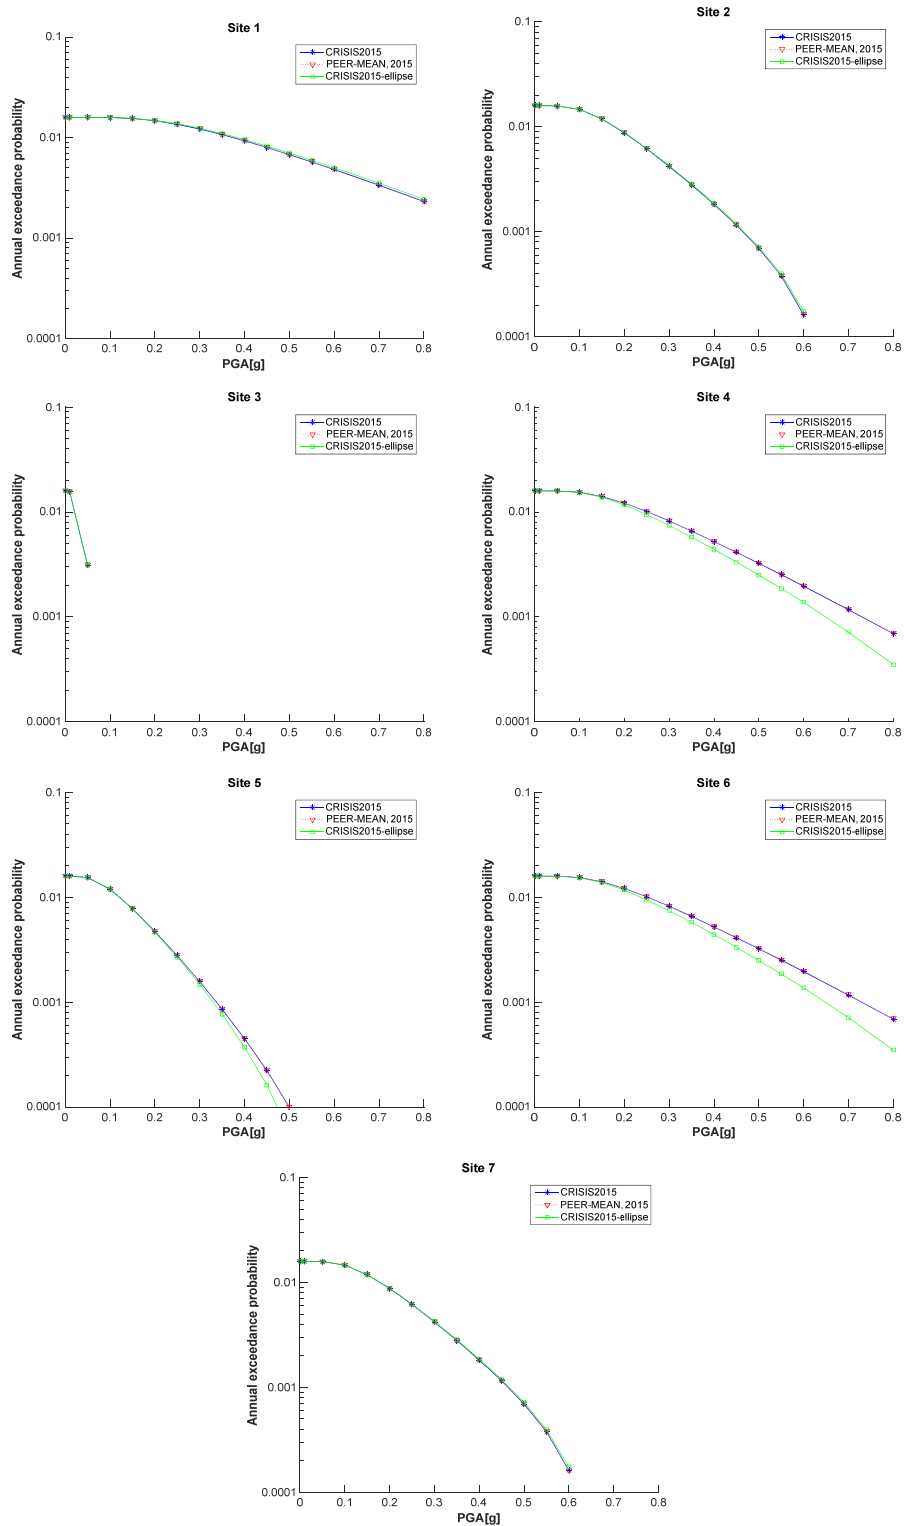 Site 1
CRISIS2015
PEER-MEAN, 2015
CRISIS2015-ellipse
Annual exceedance probability
0.1
0.01
0.001
0.0001
0 0.1 0.2 0.3 0.4 0.5 0.6 0.7 0.8
PGA[g]
Site 2
CRISIS2015
PEER-MEAN, 2015
CRISIS2015-ellipse
Annual exceedance probability
0.1
0.01
0.001
0.0001
0 0.1 0.2 0.3 0.4 0.5 0.6 0.7 0.8
PGA[g]
Site 3
CRISIS2015
PEER-MEAN, 2015
CRISIS2015-ellipse
Annual exceedance probability
0.1
0.01
0.001
0.0001
0 0.1 0.2 0.3 0.4 0.5 0.6 0.7 0.8
PGA[g]
Site 4
CRISIS2015
PEER-MEAN, 2015
CRISIS2015-ellipse
Annual exceedance probability
0.1
0.01
0.001
0.0001
0 0.1 0.2 0.3 0.4 0.5 0.6 0.7 0.8
PGA[g]
Site 5
CRISIS2015
PEER-MEAN, 2015
CRISIS2015-ellipse
Annual exceedance probability
0.1
0.01
0.001
0.0001
0 0.1 0.2 0.3 0.4 0.5 0.6 0.7 0.8
PGA[g]
Site 6
CRISIS2015
PEER-MEAN, 2015
CRISIS2015-ellipse
Annual exceedance probability
0.1
0.01
0.001
0.0001
0 0.1 0.2 0.3 0.4 0.5 0.6 0.7 0.8
PGA[g]
Site 7
CRISIS2015
PEER-MEAN, 2015
CRISIS2015-ellipse
Annual exceedance probability
0.1
0.01
0.001
0.0001
0 0.1 0.2 0.3 0.4 0.5 0.6 0.7 0.8
PGA[g]